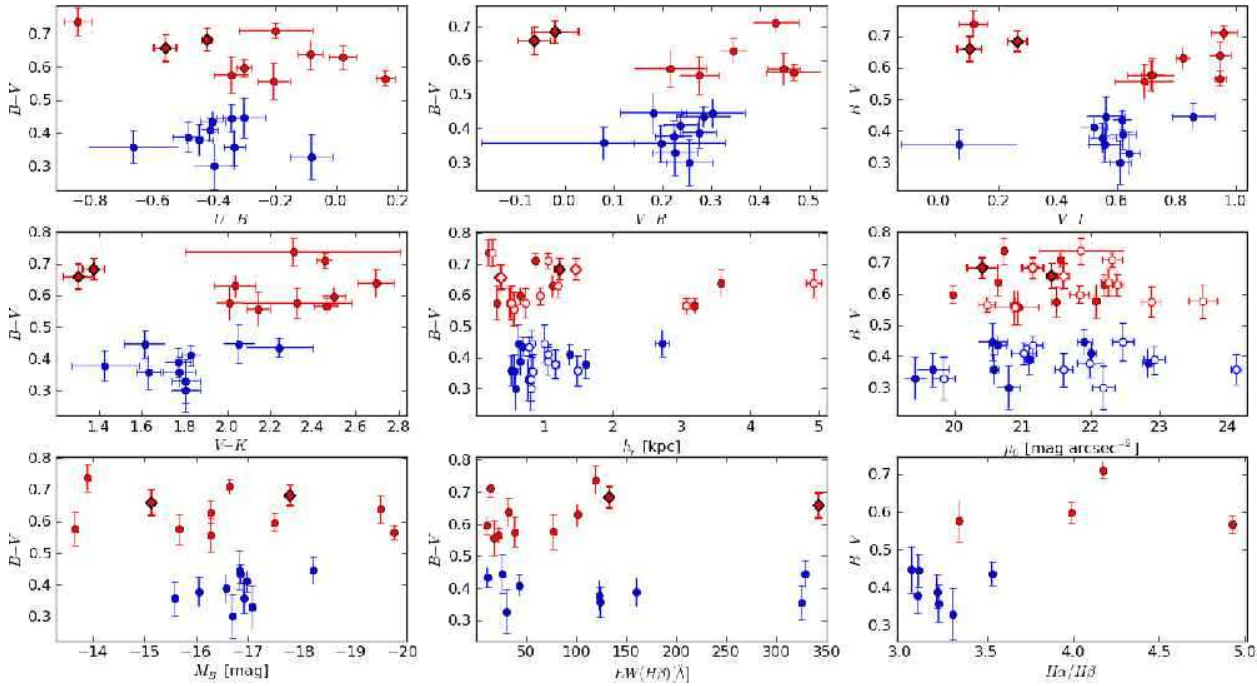 0.7 0.6 0.5 0.4 0.3
B−V
−0.8 −0.6 −0.4 −0.2 0.0 0.2
U−B
0.7 0.6 0.5 0.4 0.3
B−V
−0.1 0.0 0.1 0.2 0.3 0.4 0.5
V−R
0.7 0.6 0.5 0.4 0.3
B−V
0.0 0.2 0.4 0.6 0.8 1.0
V−I
0.8 0.7 0.6 0.5 0.4 0.3
B−V
1.4 1.6 1.8 2.0 2.2 2.4 2.6 2.8
V−K
0.8 0.7 0.6 0.5 0.4 0.3
B−V
0 1 2 3 4 5
h_r [kpc]
0.8 0.7 0.6 0.5 0.4 0.3
B−V
20 21 22 23 24
μ_0 [mag arcsec⁻²]
0.8 0.7 0.6 0.5 0.4 0.3
B−V
−14 −15 −16 −17 −18 −19 −20
M_B [mag]
0.8 0.7 0.6 0.5 0.4 0.3
B−V
50 100 150 200 250 300 350
EW(Hβ)[Å]
0.8 0.7 0.6 0.5 0.4 0.3
B−V
3.0 3.5 4.0 4.5 5.0
Hα/Hβ